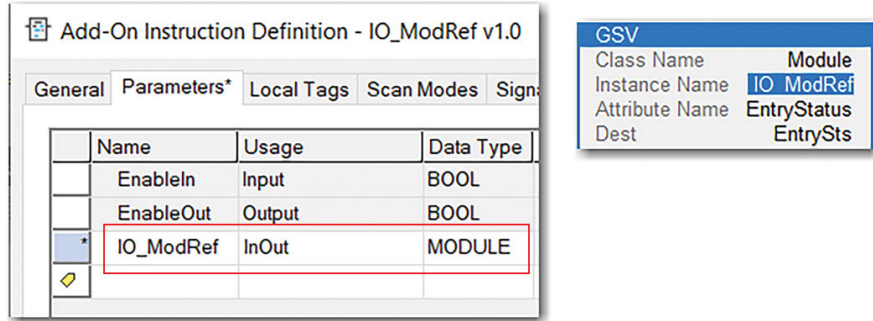 Add-On Instruction Definition - IO_ModRef v1.0
General Parameters* Local Tags Scan Modes
Name Usage Data Type
EnableIn Input BOOL
EnableOut Output BOOL
* IO_ModRef InOut MODULE
GSV
Class Name Module
Instance Name IO_ModRef
Attribute Name EntryStatus
Dest EntrySts